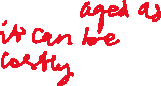 aged as
it can be
costly